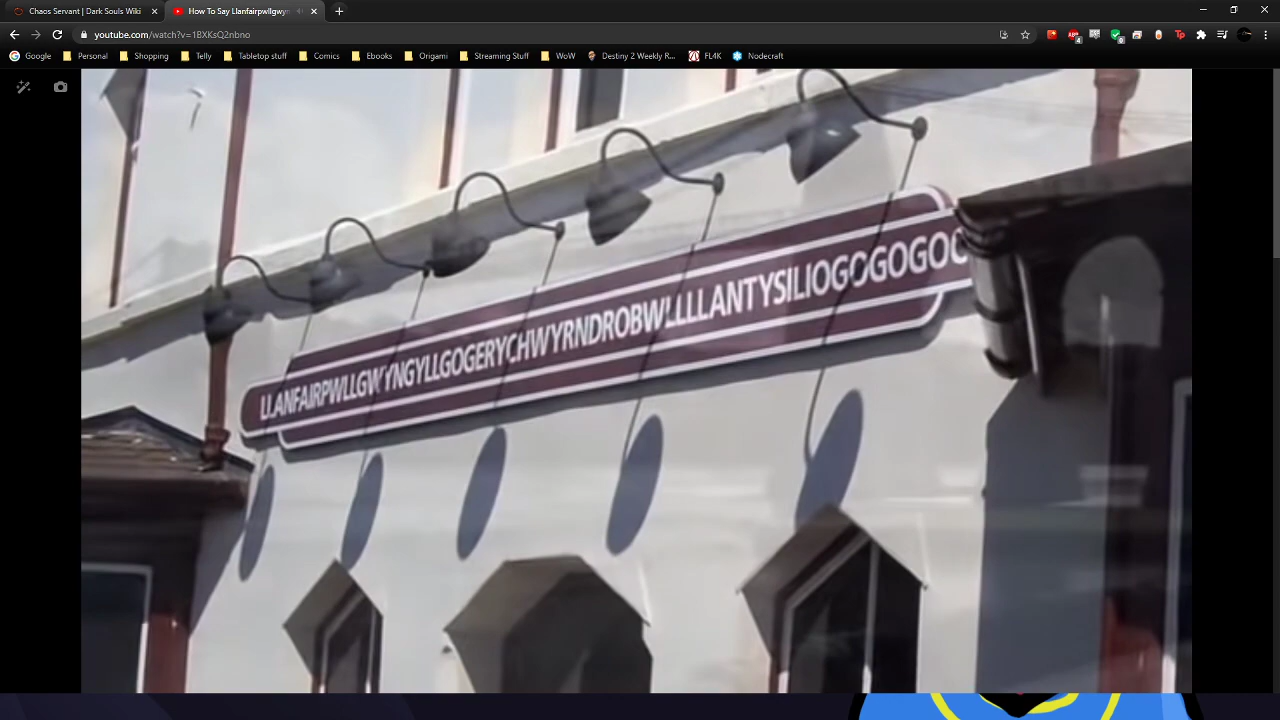 Chaos Servant | Dark Souls Wiki
How To Say Llanfairpwllgwyn
youtube.com/watch?v=1BXKsQ2nbno
Google Personal Shopping Telly Tabletop stuff Comics Ebooks Origami Streaming Stuff WoW Destiny 2 Weekly R... FL4K Nodecraft
LLANFAIRPWLLGWYNGYLLGOGERYCHWYRNDROBWLLLLANTYSILIOGOGOGOC